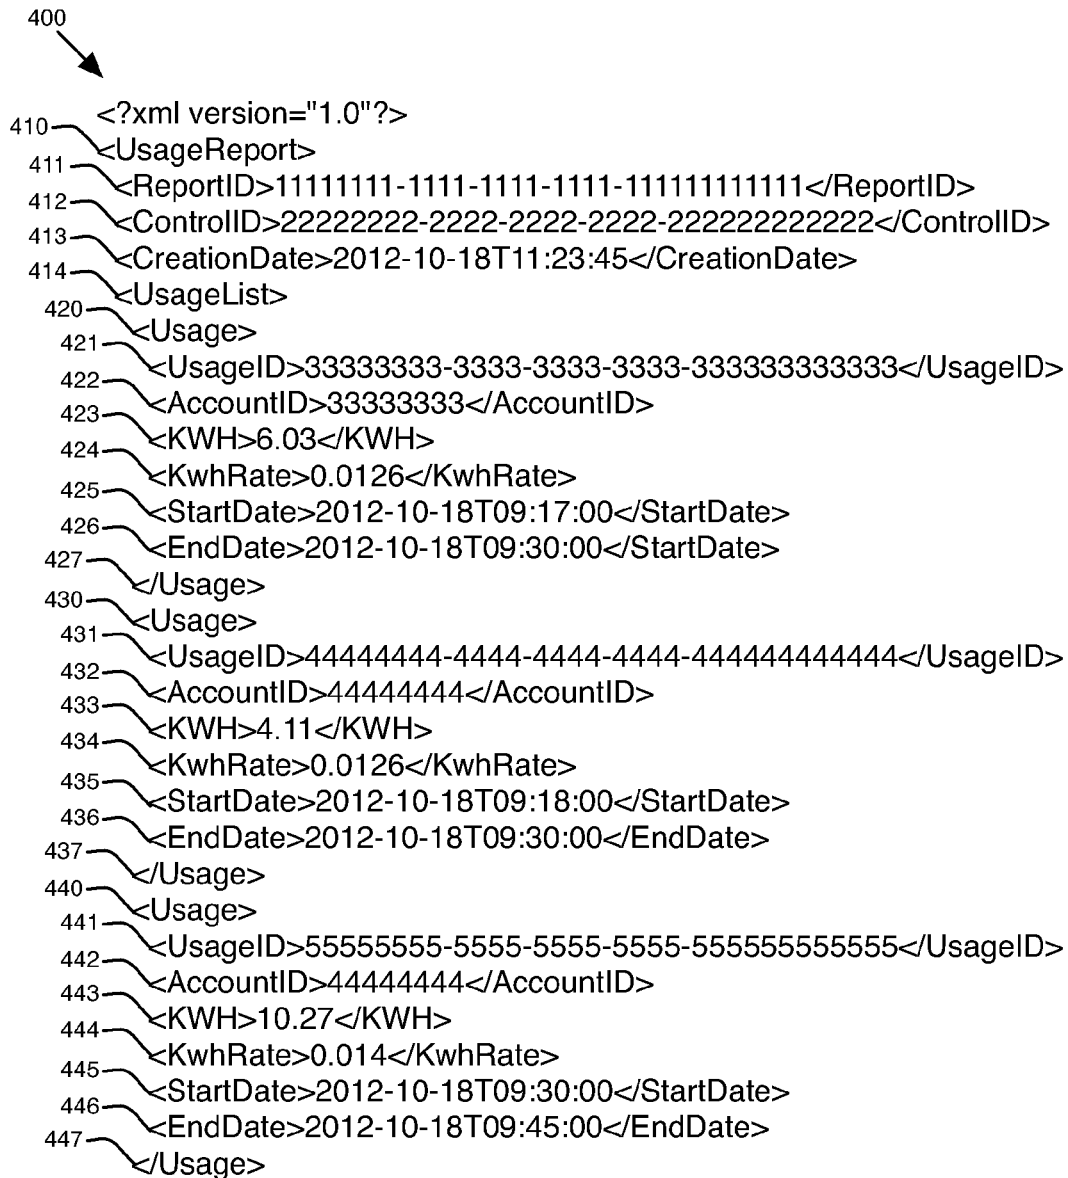 400
<?xml version="1.0"?>
410 <UsageReport>
411 <ReportID>11111111-1111-1111-1111-111111111111</ReportID>
412 <ControlID>22222222-2222-2222-2222-222222222222</ControlID>
413 <CreationDate>2012-10-18T11:23:45</CreationDate>
414 <UsageList>
420 <Usage>
421 <UsageID>33333333-3333-3333-3333-333333333333</UsageID>
422 <AccountID>33333333</AccountID>
423 <KWH>6.03</KWH>
424 <KwhRate>0.0126</KwhRate>
425 <StartDate>2012-10-18T09:17:00</StartDate>
426 <EndDate>2012-10-18T09:30:00</StartDate>
427 </Usage>
430 <Usage>
431 <UsageID>44444444-4444-4444-4444-444444444444</UsageID>
432 <AccountID>44444444</AccountID>
433 <KWH>4.11</KWH>
434 <KwhRate>0.0126</KwhRate>
435 <StartDate>2012-10-18T09:18:00</StartDate>
436 <EndDate>2012-10-18T09:30:00</EndDate>
437 </Usage>
440 <Usage>
441 <UsageID>55555555-5555-5555-5555-555555555555</UsageID>
442 <AccountID>44444444</AccountID>
443 <KWH>10.27</KWH>
444 <KwhRate>0.014</KwhRate>
445 <StartDate>2012-10-18T09:30:00</StartDate>
446 <EndDate>2012-10-18T09:45:00</EndDate>
447 </Usage>